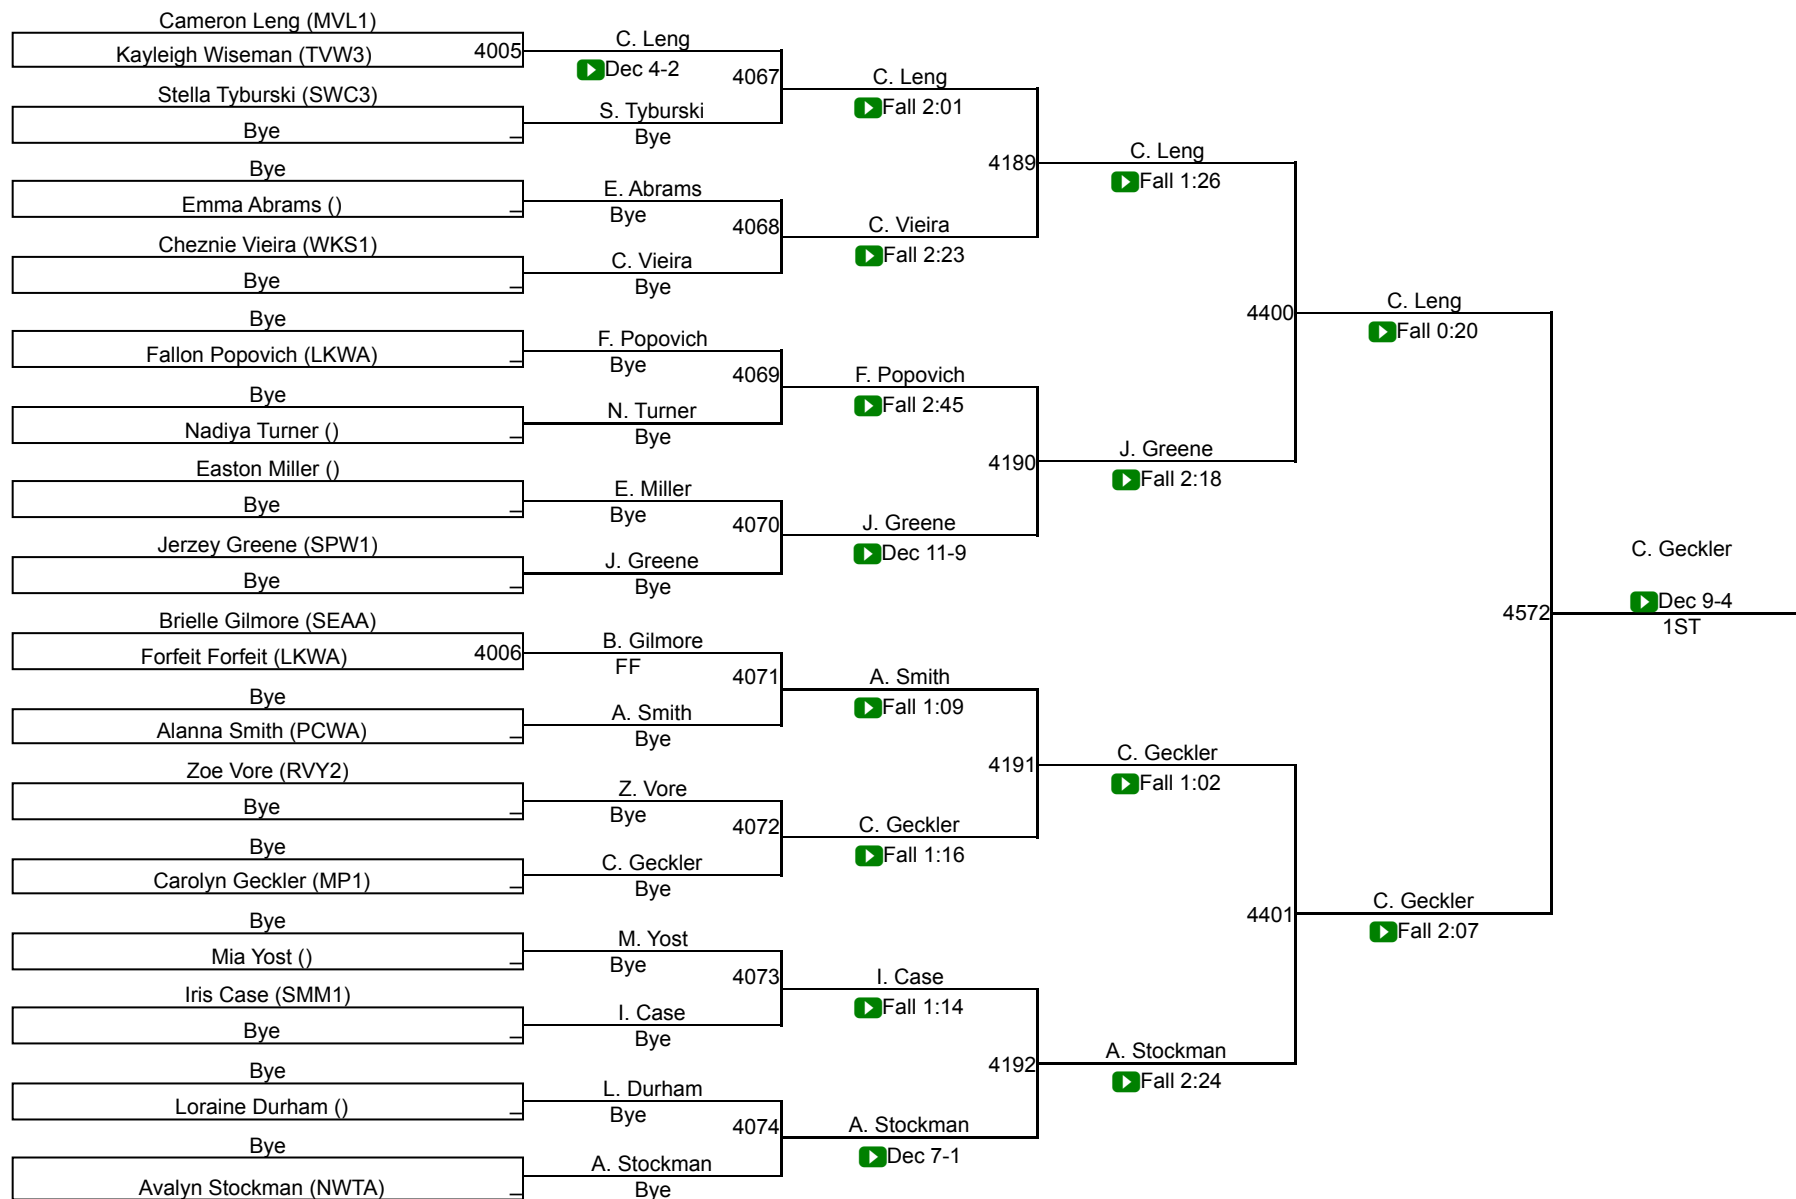 Cameron Leng (MVL1)
Kayleigh Wiseman (TVW3) 4005
Stella Tyburski (SWC3)
Bye
Bye
Emma Abrams ()
Cheznie Vieira (WKS1)
Bye
Bye
Fallon Popovich (LKWA)
Bye
Nadiya Turner ()
Easton Miller ()
Bye
Jerzey Greene (SPW1)
Bye
Brielle Gilmore (SEAA)
Forfeit Forfeit (LKWA) 4006
Bye
Alanna Smith (PCWA)
Zoe Vore (RVY2)
Bye
Bye
Carolyn Geckler (MP1)
Bye
Mia Yost ()
Iris Case (SMM1)
Bye
Bye
Loraine Durham ()
Bye
Avalyn Stockman (NWTA)
C. Leng
Dec 4-2
4067
S. Tyburski
Bye
E. Abrams
Bye
4068
C. Vieira
Bye
F. Popovich
Bye
4069
N. Turner
Bye
E. Miller
Bye
4070
J. Greene
Bye
B. Gilmore
FF
4071
A. Smith
Bye
Z. Vore
Bye
4072
C. Geckler
Bye
M. Yost
Bye
4073
I. Case
Bye
L. Durham
Bye
4074
A. Stockman
Bye
C. Leng
Fall 2:01
4189
C. Vieira
Fall 2:23
F. Popovich
Fall 2:45
4190
J. Greene
Dec 11-9
A. Smith
Fall 1:09
4191
C. Geckler
Fall 1:16
I. Case
Fall 1:14
4192
A. Stockman
Dec 7-1
C. Leng
Fall 1:26
4400
J. Greene
Fall 2:18
C. Geckler
Fall 1:02
4401
A. Stockman
Fall 2:24
C. Leng
Fall 0:20
4572
C. Geckler
Fall 2:07
C. Geckler
Dec 9-4
1ST